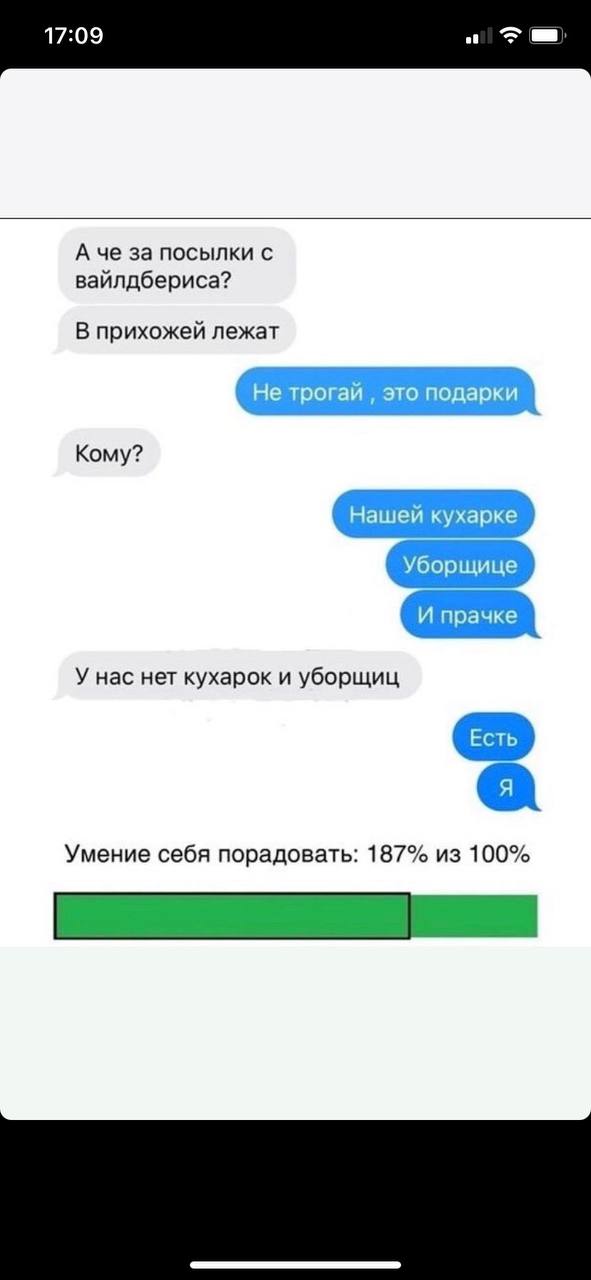 17:09
А че за посылки с
вайлдбериса?
В прихожей лежат
Не трогай , это подарки
Кому?
Нашей кухарке
Уборщице
И прачке
У нас нет кухарок и уборщиц
Есть
Я
Умение себя порадовать: 187% из 100%